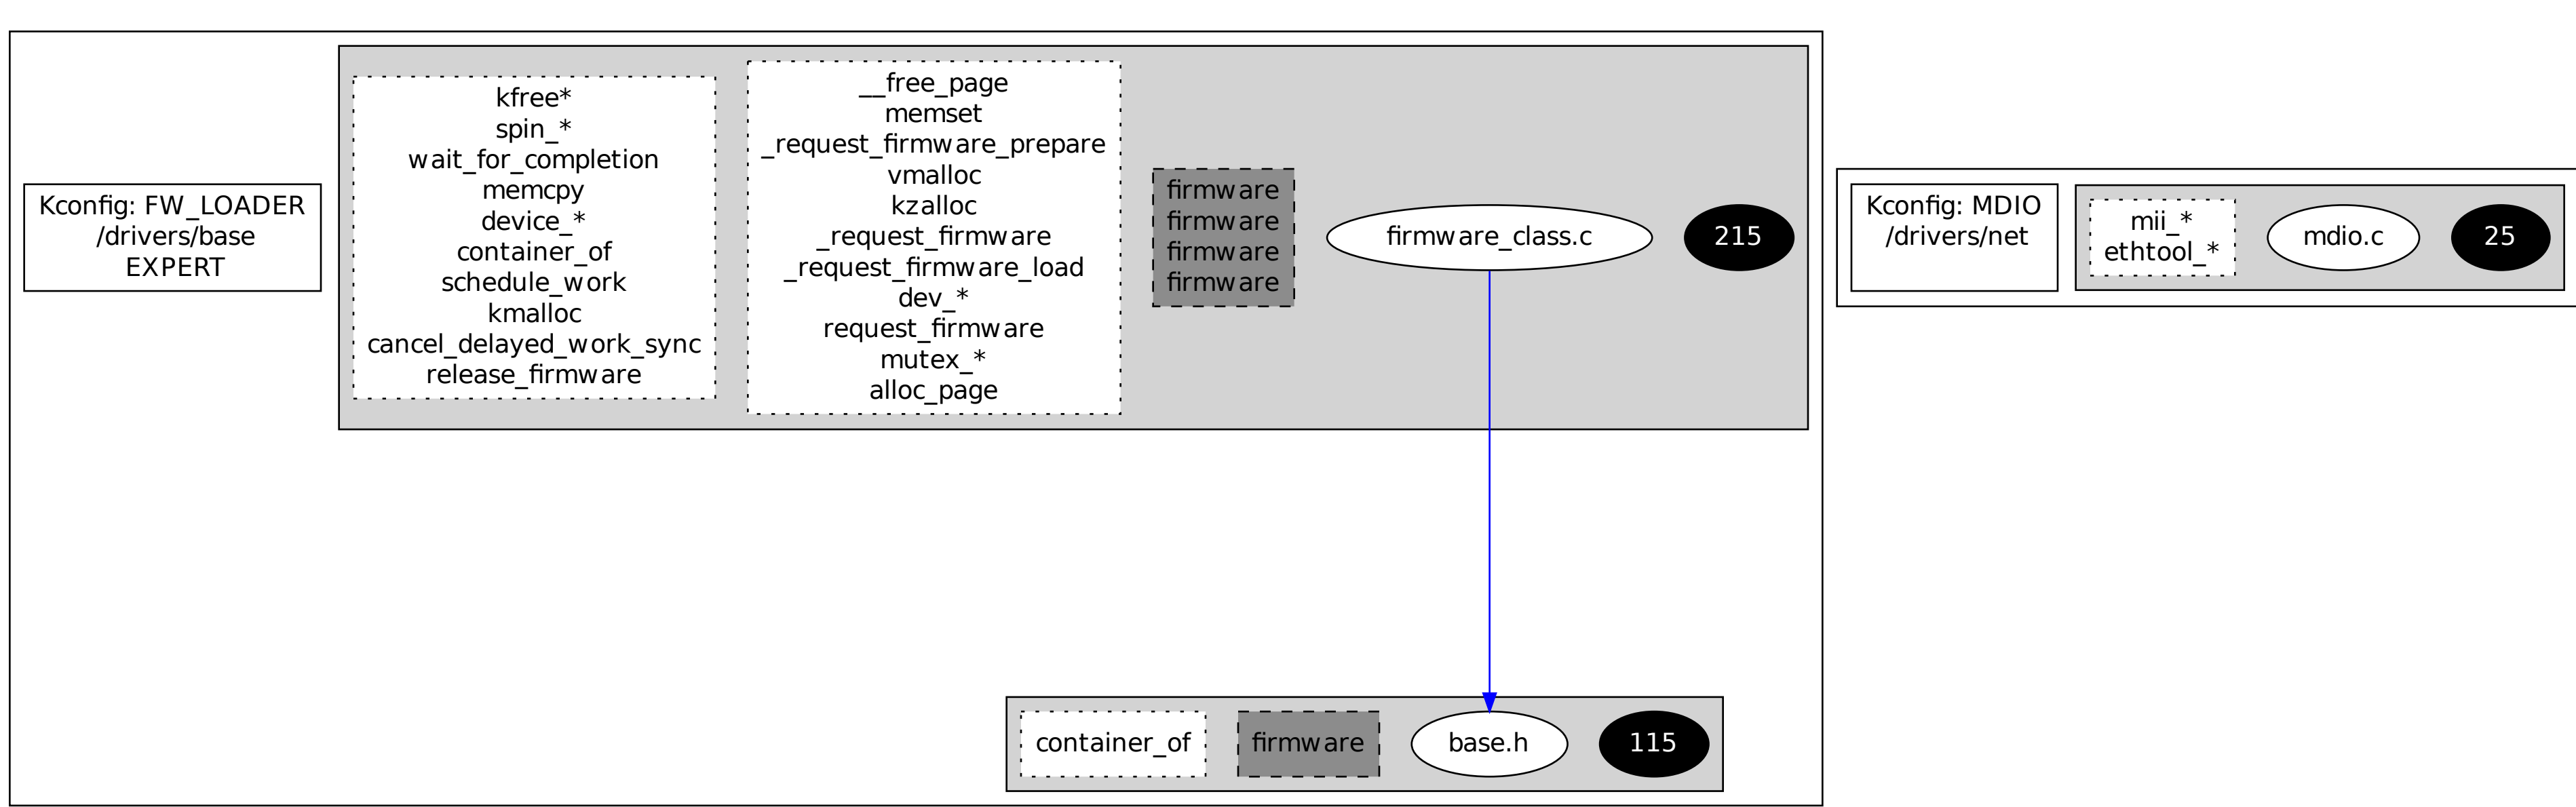 Kconfig: FW_LOADER
/drivers/base
EXPERT
kfree*
spin_*
wait_for_completion
memcpy
device_*
container_of
schedule_work
kmalloc
cancel_delayed_work_sync
release_firmware
__free_page
memset
_request_firmware_prepare
vmalloc
kzalloc
_request_firmware
_request_firmware_load
dev_*
request_firmware
mutex_*
alloc_page
firmware
firmware
firmware
firmware
firmware_class.c
215
Kconfig: MDIO
/drivers/net
mii_*
ethtool_*
mdio.c
25
container_of
firmware
base.h
115